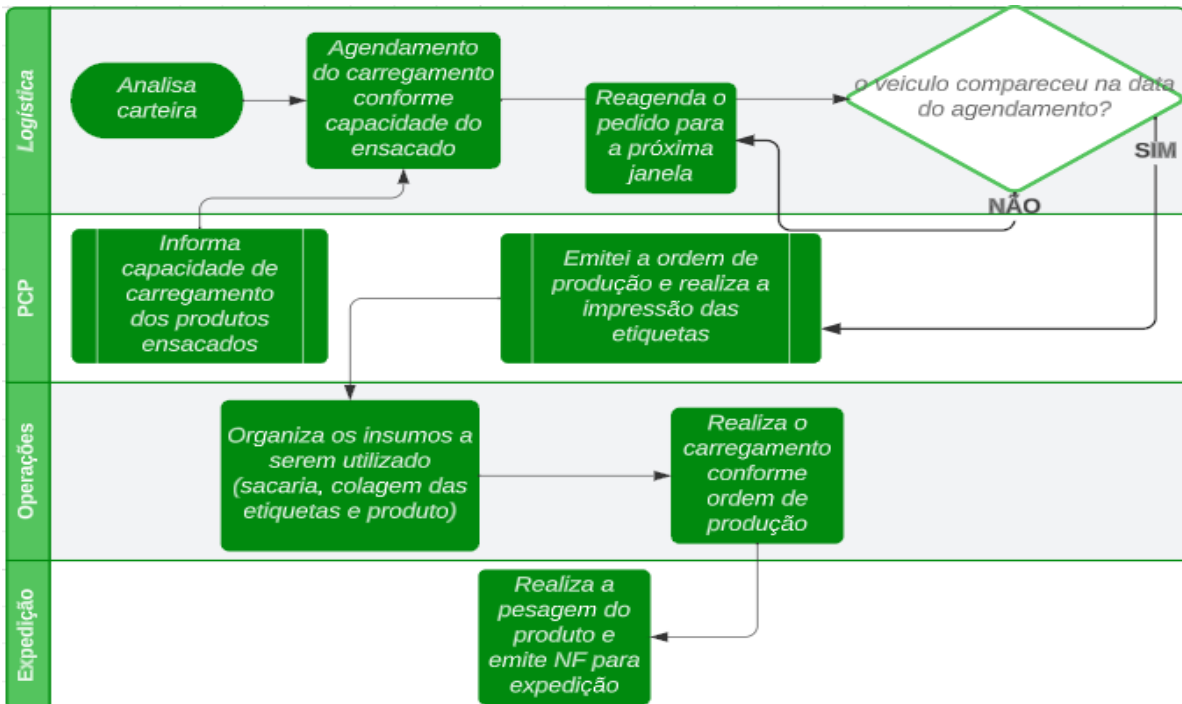 Logística
Analisa
carteira
Agendamento
do carregamento
conforme
capacidade do
ensacado
Reagenda o
pedido para
a próxima
janela
o veiculo compareceu na data
do agendamento?
SIM
NÃO
PCP
Informa
capacidade de
carregamento
dos produtos
ensacados
Emitei a ordem de
produção e realiza a
impressão das
etiquetas
Operações
Organiza os insumos a
serem utilizado
(sacaria, colagem das
etiquetas e produto)
Realiza o
carregamento
conforme
ordem de
produção
Expedição
Realiza a
pesagem do
produto e
emite NF para
expedição